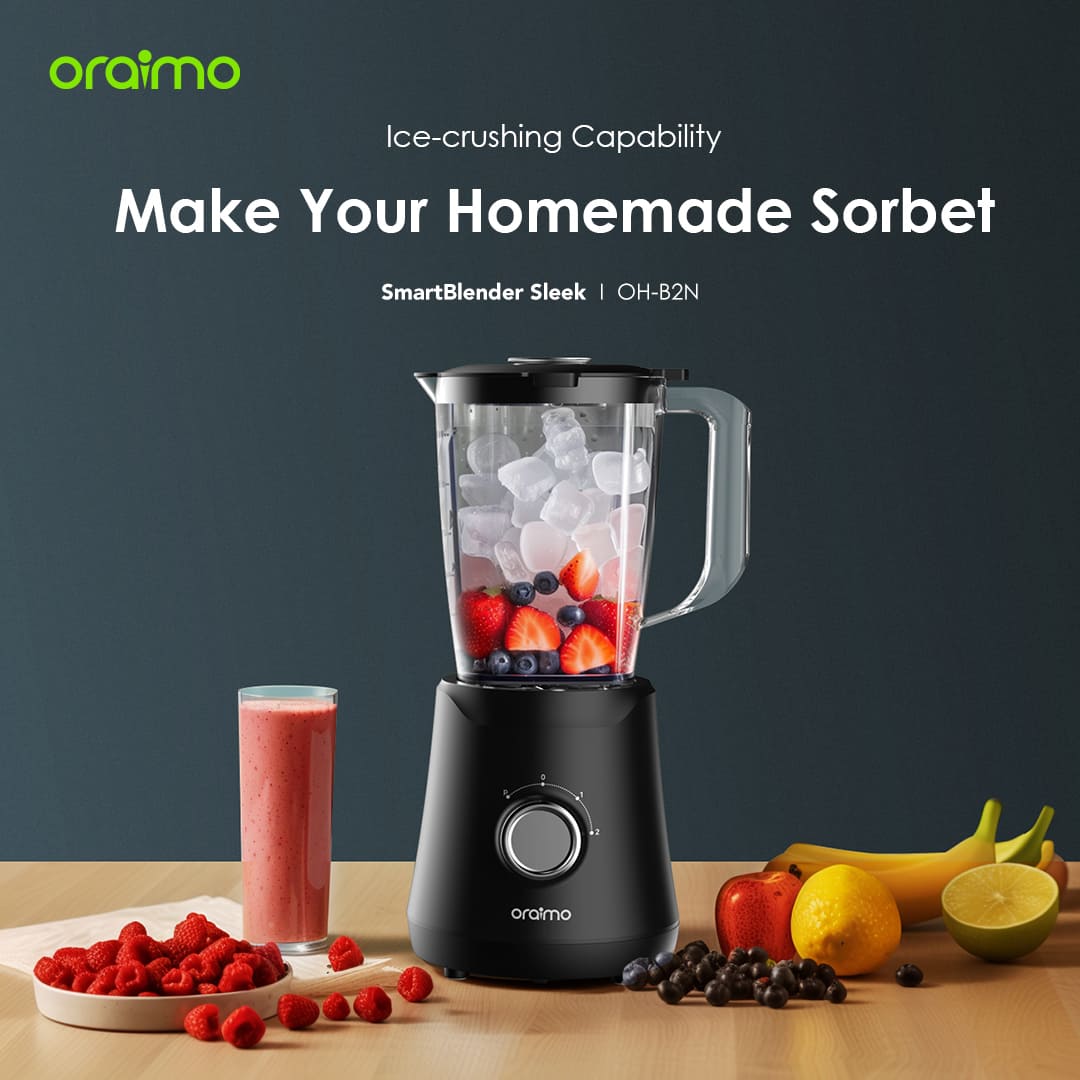 oraimo
Ice-crushing Capability
Make Your Homemade Sorbet
SmartBlender Sleek | OH-B2N
P
0
1
2
oraimo